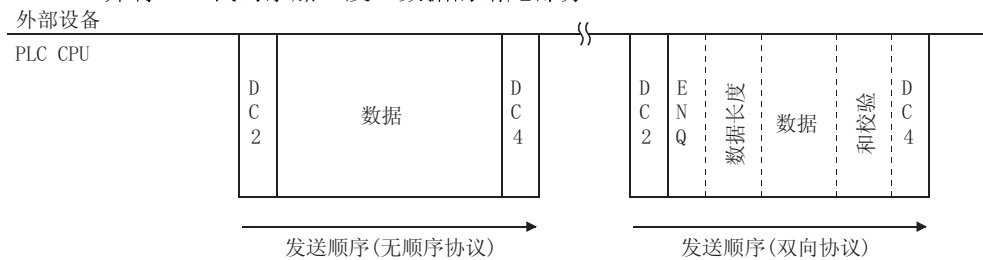 外部设备
PLC CPU
DC2
数据
DC4
DC2
ENQ
数据长度
数据
和校验
DC4
发送顺序(无顺序协议)
发送顺序(双向协议)